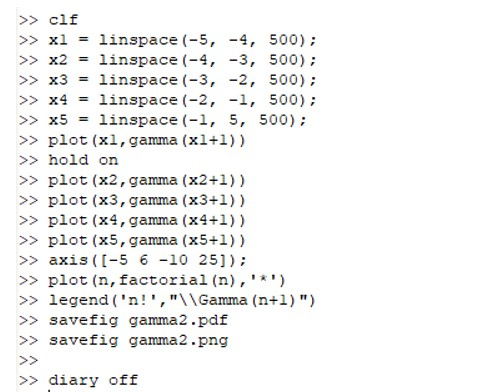 >> clf
>> x1 = linspace(-5, -4, 500);
>> x2 = linspace(-4, -3, 500);
>> x3 = linspace(-3, -2, 500);
>> x4 = linspace(-2, -1, 500);
>> x5 = linspace(-1, 5, 500);
>> plot(x1,gamma(x1+1))
>> hold on
>> plot(x2,gamma(x2+1))
>> plot(x3,gamma(x3+1))
>> plot(x4,gamma(x4+1))
>> plot(x5,gamma(x5+1))
>> axis([-5 6 -10 25]);
>> plot(n,factorial(n),'*')
>> legend('n!',"\\Gamma(n+1)")
>> savefig gamma2.pdf
>> savefig gamma2.png
>>
>> diary off